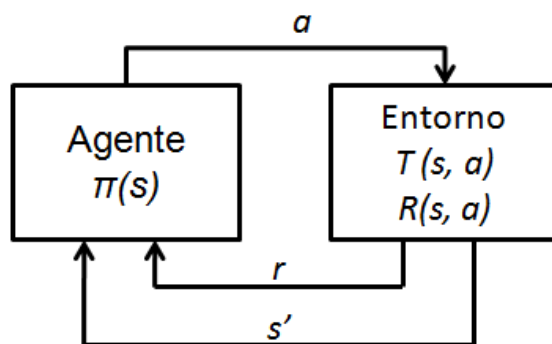 a
Agente
π(s)
Entorno
T (s, a)
R(s, a)
r
s’